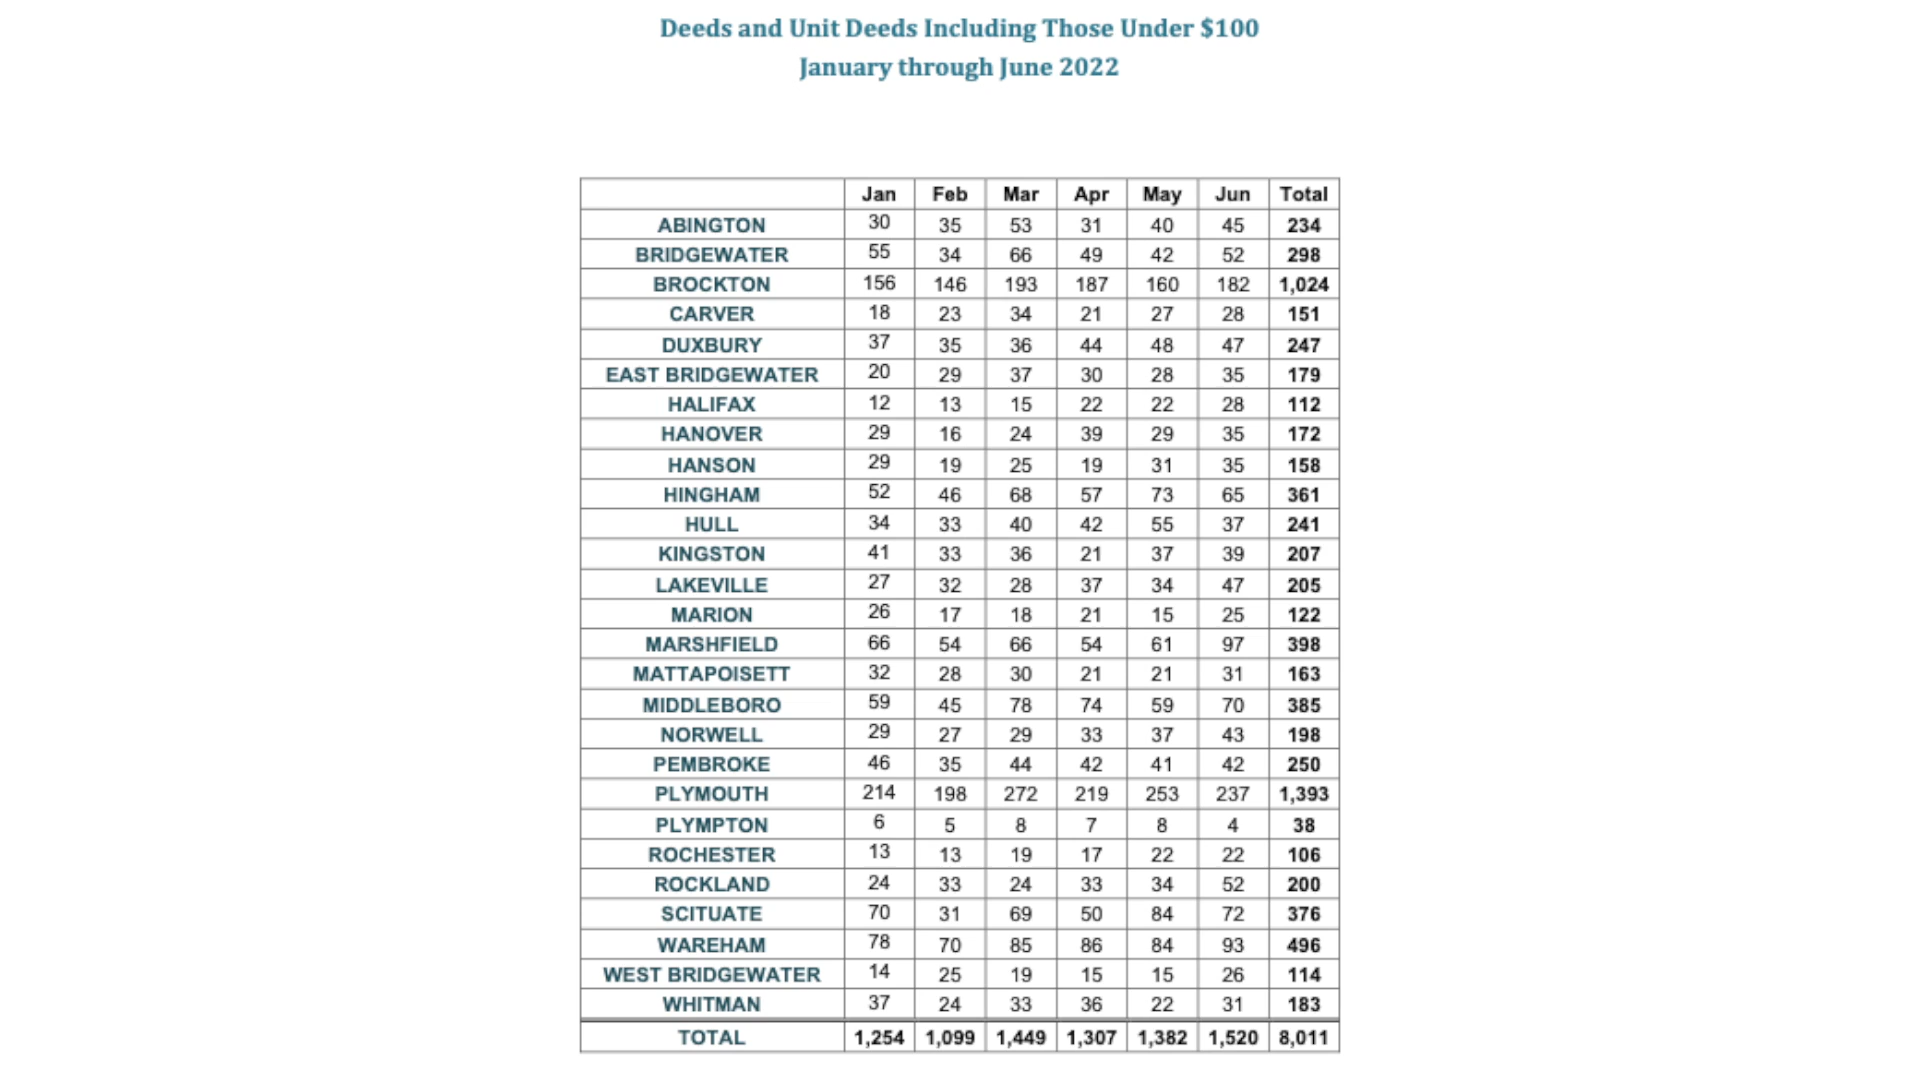 Deeds and Unit Deeds Including Those Under $100
January through June 2022
Jan Feb Mar Apr May Jun Total
ABINGTON 30 35 53 31 40 45 234
BRIDGEWATER 55 34 66 49 42 52 298
BROCKTON 156 146 193 187 160 182 1,024
CARVER 18 23 34 21 27 28 151
DUXBURY 37 35 36 44 48 47 247
EAST BRIDGEWATER 20 29 37 30 28 35 179
HALIFAX 12 13 15 22 22 28 112
HANOVER 29 16 24 39 29 35 172
HANSON 29 19 25 19 31 35 158
HINGHAM 52 46 68 57 73 65 361
HULL 34 33 40 42 55 37 241
KINGSTON 41 33 36 21 37 39 207
LAKEVILLE 27 32 28 37 34 47 205
MARION 26 17 18 21 15 25 122
MARSHFIELD 66 54 66 54 61 97 398
MATTAPOISETT 32 28 30 21 21 31 163
MIDDLEBORO 59 45 78 74 59 70 385
NORWELL 29 27 29 33 37 43 198
PEMBROKE 46 35 44 42 41 42 250
PLYMOUTH 214 198 272 219 253 237 1,393
PLYMPTON 6 5 8 7 8 4 38
ROCHESTER 13 13 19 17 22 22 106
ROCKLAND 24 33 24 33 34 52 200
SCITUATE 70 31 69 50 84 72 376
WAREHAM 78 70 85 86 84 93 496
WEST BRIDGEWATER 14 25 19 15 15 26 114
WHITMAN 37 24 33 36 22 31 183
TOTAL 1,254 1,099 1,449 1,307 1,382 1,520 8,011